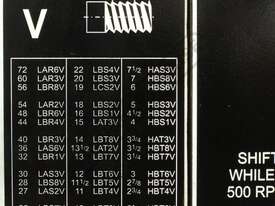 V
72 LAR6V 22 LBS4V 7½ HAS3V
60 LAR3V 20 LBS3V 7 HBS8V
56 LBR8V 19 LCS2V 6 HBS6V
54 LAR2V 18 LBS2V 5 HBS3V
48 LBR6V 16 LBS1V 4½ HBS2V
44 LBR4V 15 LAT3V 4 HBS1V
40 LBR3V 14 LBT8V 3¾ HAT3V
36 LAS6V 13½ LAT2V 3½ HBT8V
32 LBR1V 13 LBT7V 3¼ HBT7V
30 LAS3V 12 LBT6V 3 HBT6V
28 LBS8V 11½ LBT5V 2⅞ HBT5V
27 LAS2V 11 LBT4V 2¾ HBT4V
SHIFT
WHILE
500 RP